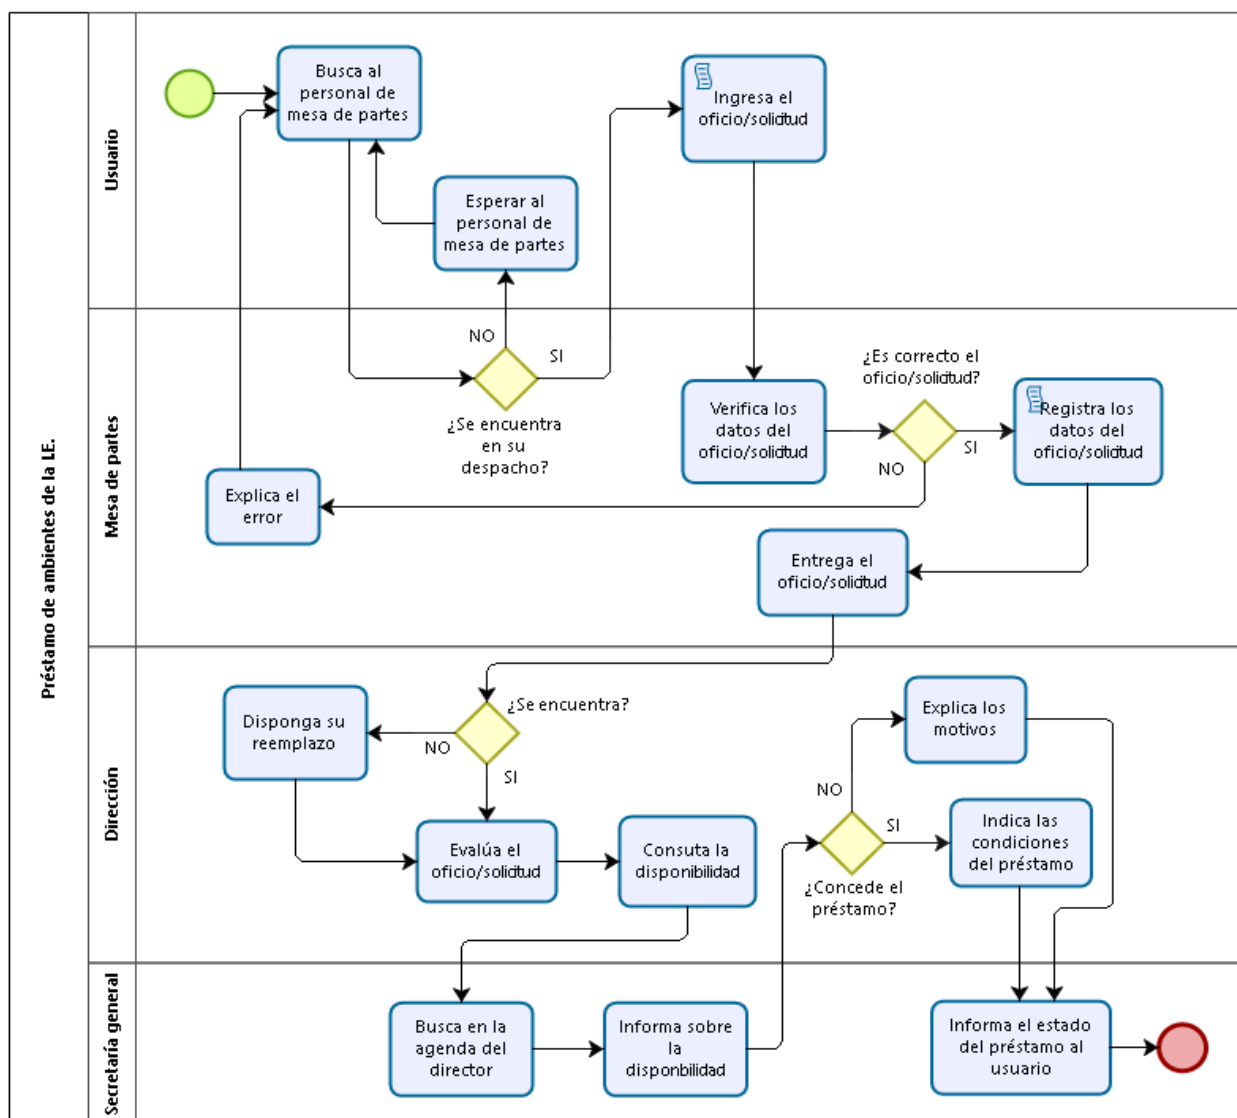 Préstamo de ambientes de la I.E.
Usuario
Busca al
personal de
mesa de partes
Esperar al
personal de
mesa de partes
Ingresa el
oficio/solicitud
Mesa de partes
NO
SI
¿Se encuentra
en su
despacho?
Explica el
error
Verifica los
datos del
oficio/solicitud
¿Es correcto el
oficio/solicitud?
SI
NO
Registra los
datos del
oficio/solicitud
Entrega el
oficio/solicitud
Dirección
¿Se encuentra?
NO
SI
Disponga su
reemplazo
Evalúa el
oficio/solicitud
Consuta la
disponibilidad
NO
SI
¿Concede el
préstamo?
Explica los
motivos
Indica las
condiciones
del préstamo
Secretaría general
Busca en la
agenda del
director
Informa sobre
la
disponbilidad
Informa el estado
del préstamo al
usuario